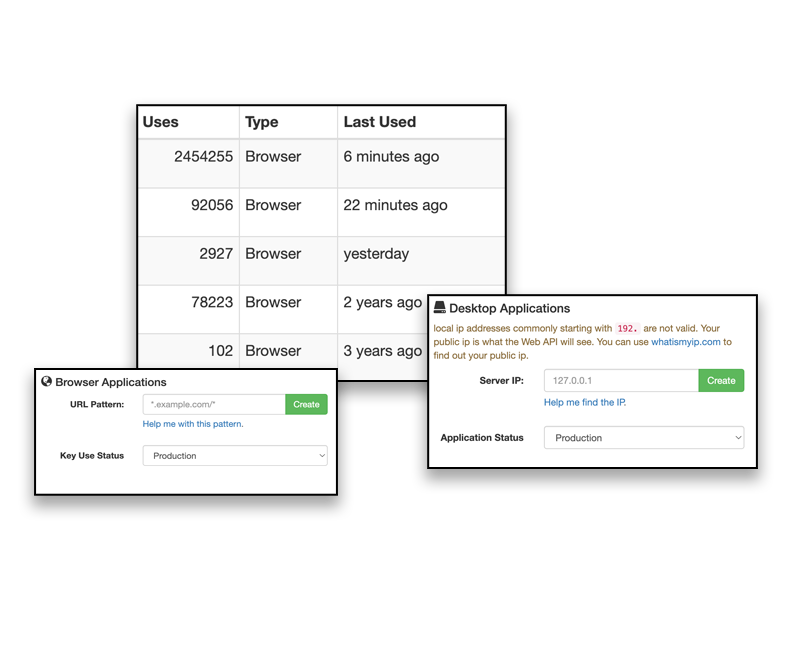 Uses Type Last Used
2454255 Browser 6 minutes ago
92056 Browser 22 minutes ago
2927 Browser yesterday
78223 Browser 2 years ago
102 Browser 3 years ago
Desktop Applications
local ip addresses commonly starting with 192. are not valid. Your
public ip is what the Web API will see. You can use whatismyip.com to
find out your public ip.
Server IP: 127.0.0.1 Create
Help me find the IP.
Application Status Production
Browser Applications
URL Pattern: *.example.com/* Create
Help me with this pattern.
Key Use Status Production